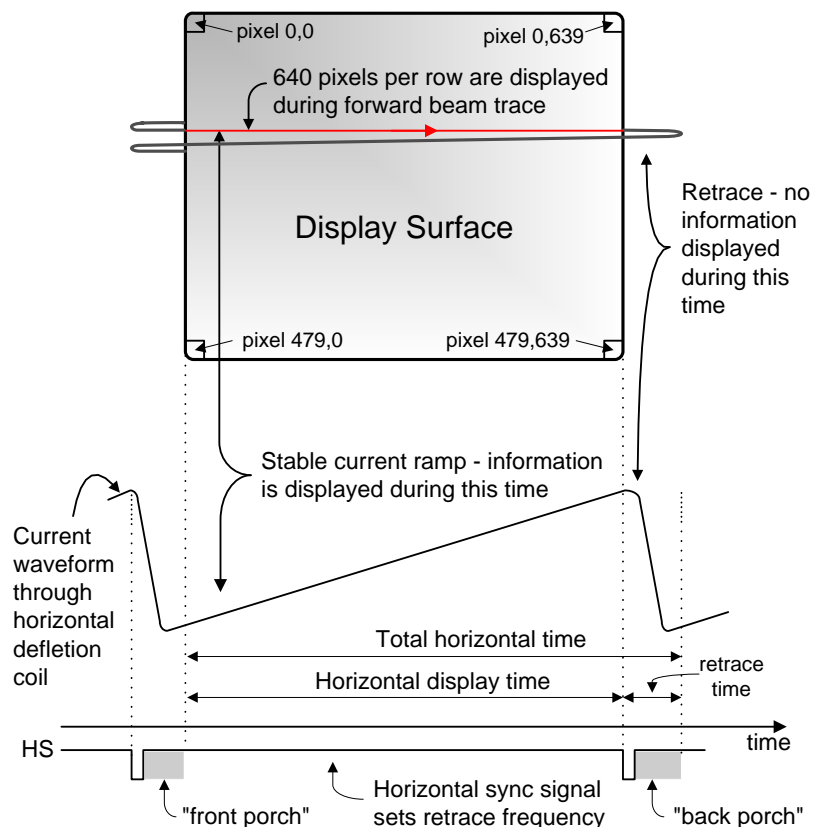 pixel 0,0
pixel 0,639
640 pixels per row are displayed
during forward beam trace
Retrace - no
information
displayed
during this
time
Display Surface
pixel 479,0
pixel 479,639
Stable current ramp - information
is displayed during this time
Current
waveform
through
horizontal
defletion
coil
Total horizontal time
Horizontal display time
retrace
time
time
HS
"front porch"
Horizontal sync signal
sets retrace frequency
"back porch"